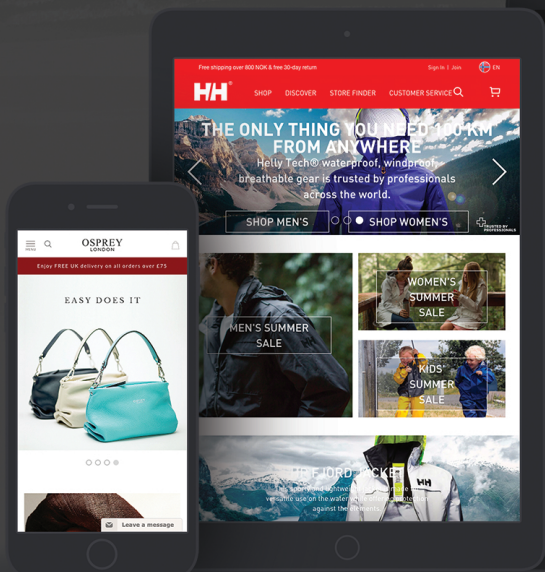 Free shipping over 800 NOK & free 30-day return
Sign In | Join
EN
HH®
SHOP
DISCOVER
STORE FINDER
CUSTOMER SERVICE
THE ONLY THING YOU NEED 100 KM
FROM ANYWHERE
Helly Tech® waterproof, windproof,
breathable gear is trusted by professionals
across the world.
SHOP MEN'S
SHOP WOMEN'S
TRUSTED BY
PROFESSIONALS
MEN'S SUMMER
SALE
WOMEN'S
SUMMER
SALE
KIDS'
SUMMER
SALE
FJORD JACKET
against the elements.
MENU
OSPREY
LONDON
Enjoy FREE UK delivery on all orders over £75
EASY DOES IT
Leave a message